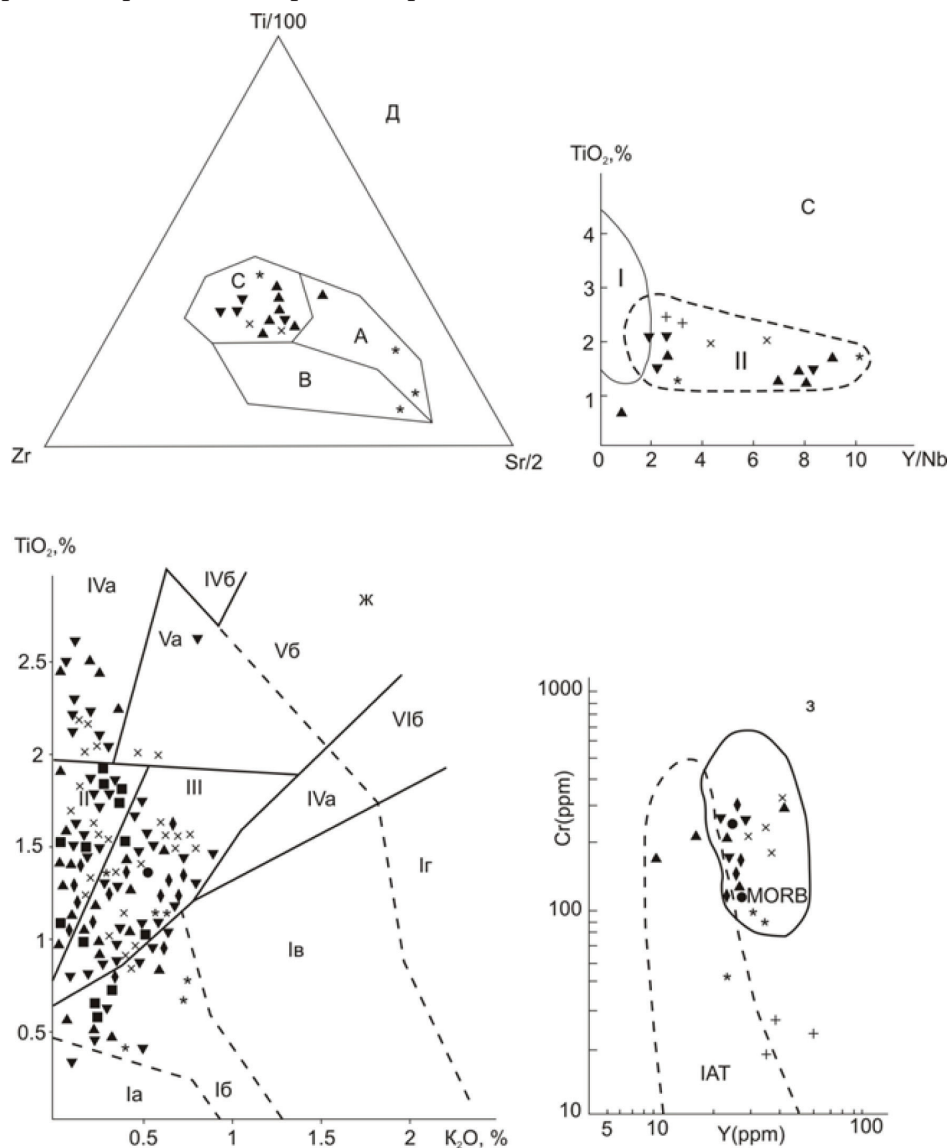 Ti/100
Д
C
A
B
Zr
Sr/2
TiO₂,%
C
4
3
2
1
I
II
0 2 4 6 8 10 Y/Nb
TiO₂,%
IVa
IVб
ж
Va
Vб
2.5
VIб
2
III
IVa
II
1.5
Iг
1
Iв
0.5
Ia
Iб
0.5 1 1.5 2 K₂O, %
1000
з
Cr(ppm)
100
MORB
IAT
10
5 10 20 50 100
Y(ppm)